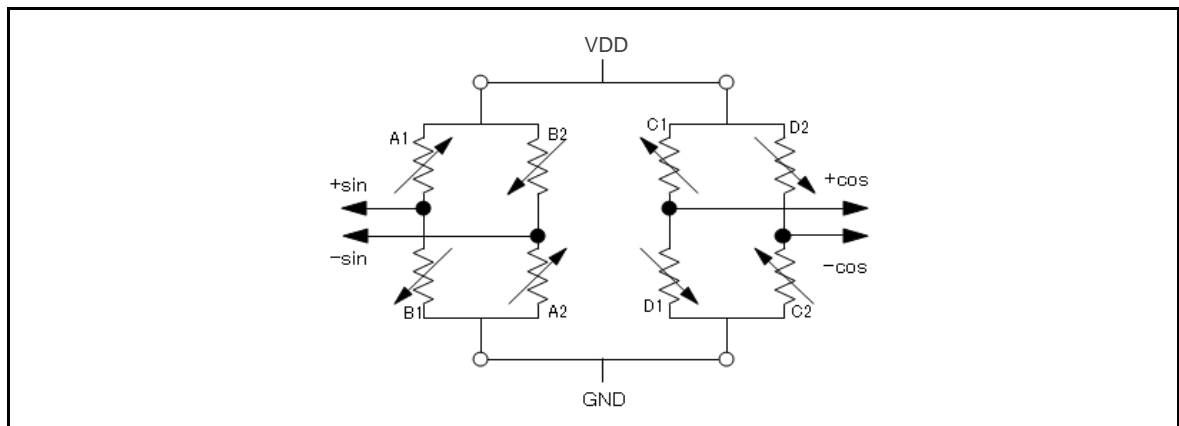 VDD
A1 B2 C1 D2
+sin +cos
−sin −cos
B1 A2 D1 C2
GND